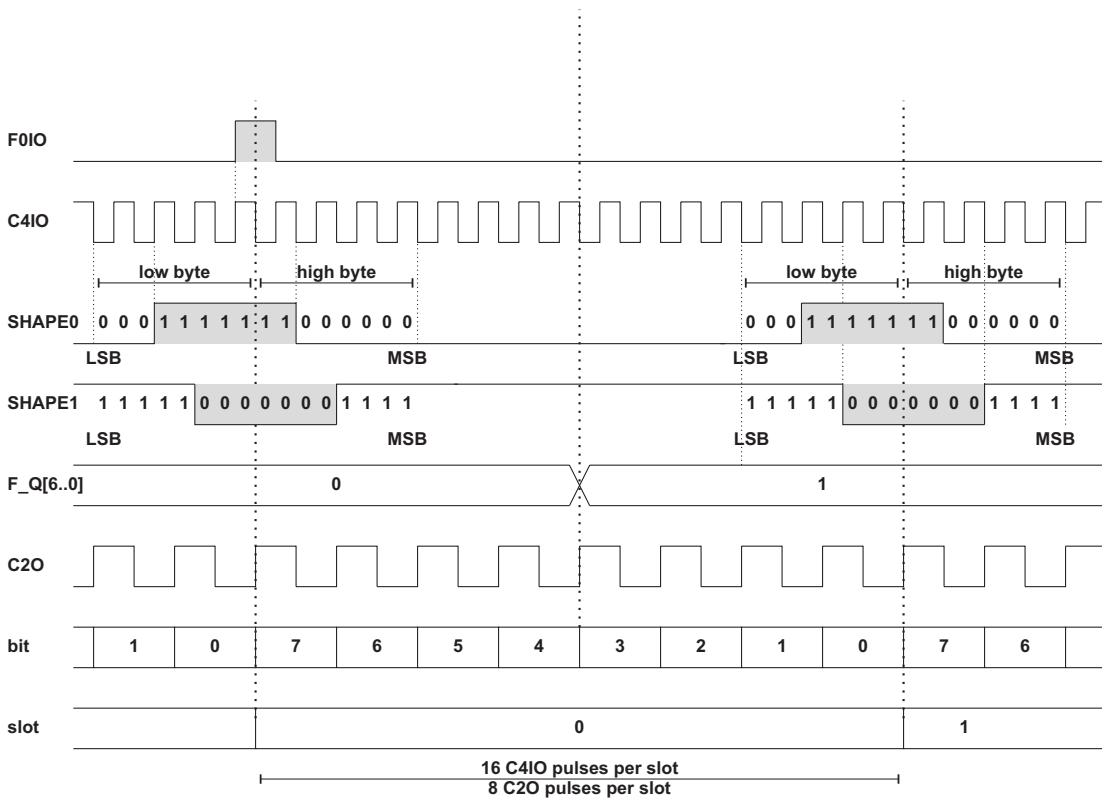 F0IO
C4IO
low byte high byte low byte high byte
SHAPE0 0 0 0 1 1 1 1 1 1 1 0 0 0 0 0 0 0 0 0 1 1 1 1 1 1 1 0 0 0 0 0 0
LSB MSB LSB MSB
SHAPE1 1 1 1 1 1 0 0 0 0 0 0 0 1 1 1 1 1 1 1 1 1 0 0 0 0 0 0 0 1 1 1 1
LSB MSB LSB MSB
F_Q[6..0] 0 1
C2O
bit 1 0 7 6 5 4 3 2 1 0 7 6
slot 0 1
16 C4IO pulses per slot
8 C2O pulses per slot